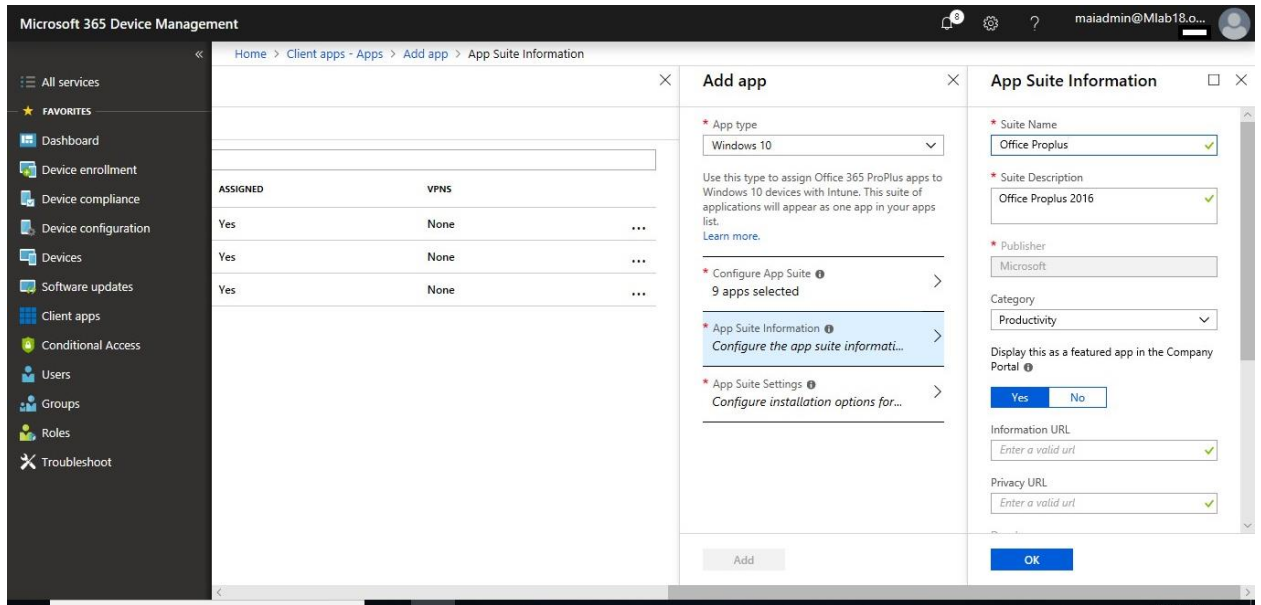 Microsoft 365 Device Management
8
?
maiadmin@Mlab18.o...
«
Home > Client apps - Apps > Add app > App Suite Information
All services
FAVORITES
Dashboard
Device enrollment
Device compliance
Device configuration
Devices
Software updates
Client apps
Conditional Access
Users
Groups
Roles
Troubleshoot
ASSIGNED VPNS
Yes None ...
Yes None ...
Yes None ...
Add app
* App type
Windows 10
Use this type to assign Office 365 ProPlus apps to
Windows 10 devices with Intune. This suite of
applications will appear as one app in your apps
list.
Learn more.
* Configure App Suite
9 apps selected
* App Suite Information
Configure the app suite informati...
* App Suite Settings
Configure installation options for...
Add
App Suite Information
* Suite Name
Office Proplus
* Suite Description
Office Proplus 2016
* Publisher
Microsoft
Category
Productivity
Display this as a featured app in the Company
Portal
Yes No
Information URL
Enter a valid url
Privacy URL
Enter a valid url
OK